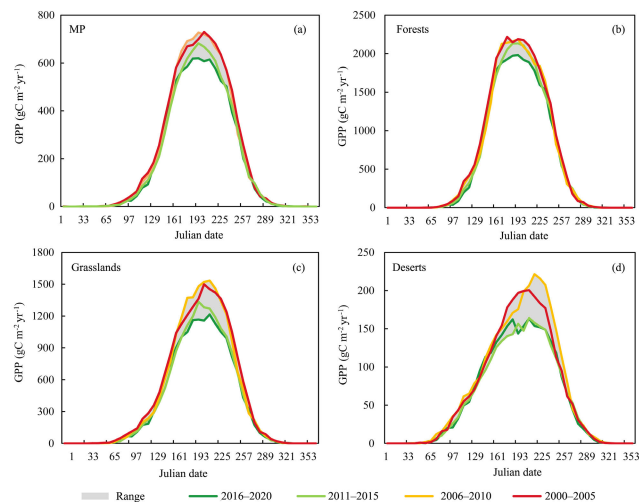 MP (a)
800
600
400
200
0
GPP (gC m⁻² yr⁻¹)
1 33 65 97 129 161 193 225 257 289 321 353
Julian date
Forests (b)
2500
2000
1500
1000
500
0
GPP (gC m⁻² yr⁻¹)
1 33 65 97 129 161 193 225 257 289 321 353
Julian date
Grasslands (c)
1800
1500
1200
900
600
300
0
GPP (gC m⁻² yr⁻¹)
1 33 65 97 129 161 193 225 257 289 321 353
Julian date
Deserts (d)
250
200
150
100
50
0
GPP (gC m⁻² yr⁻¹)
1 33 65 97 129 161 193 225 257 289 321 353
Julian date
Range 2016–2020 2011–2015 2006–2010 2000–2005